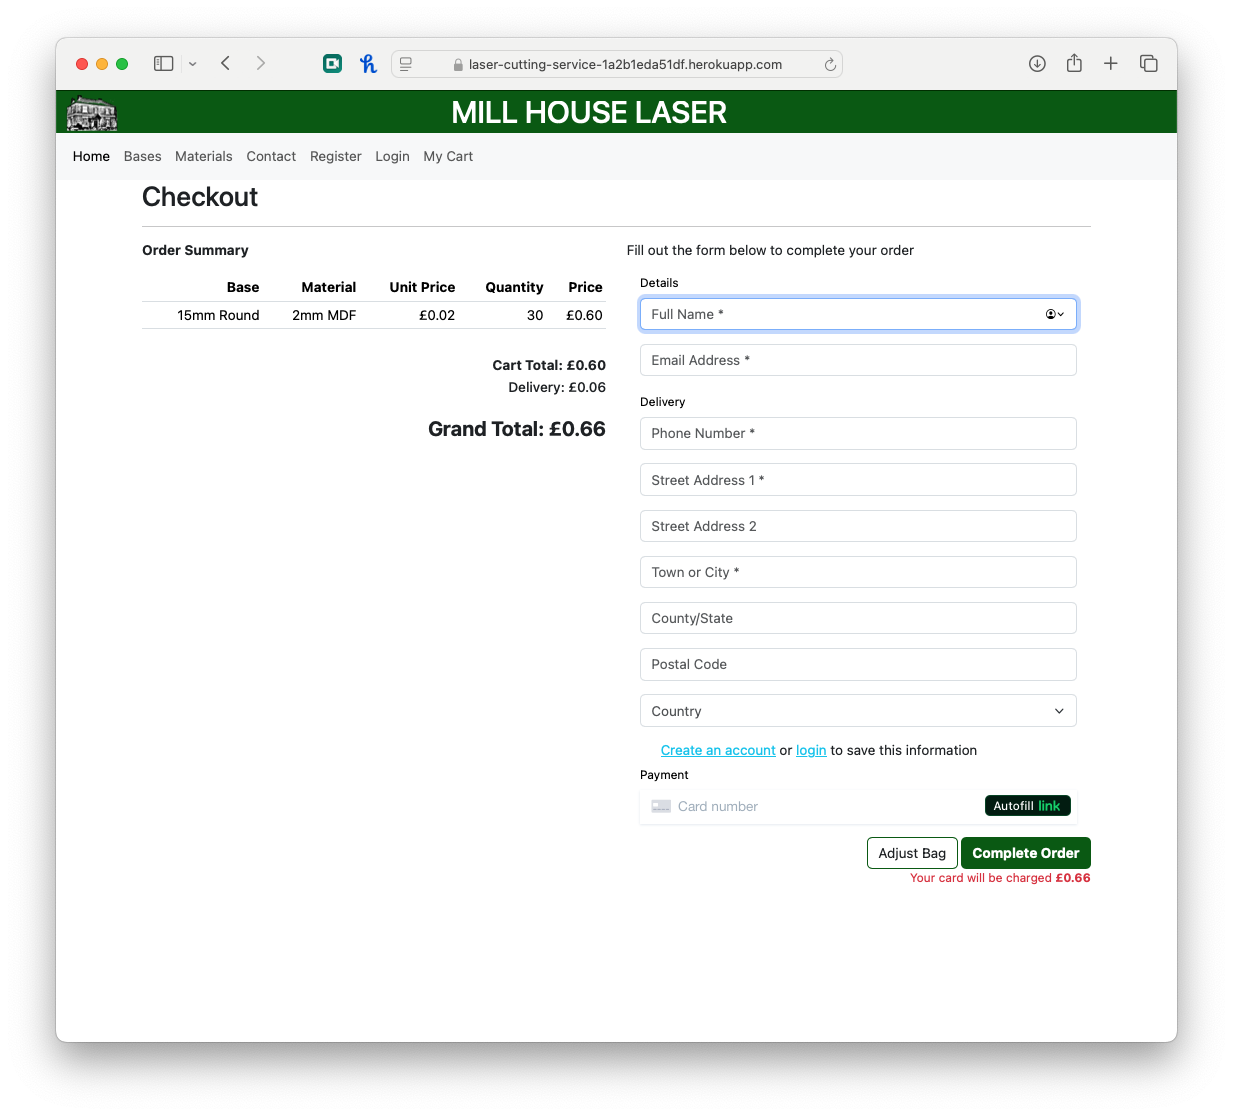 laser-cutting-service-1a2b1eda51df.herokuapp.com
MILL HOUSE LASER
Home Bases Materials Contact Register Login My Cart
Checkout
Order Summary
Base Material Unit Price Quantity Price
15mm Round 2mm MDF £0.02 30 £0.60
Cart Total: £0.60
Delivery: £0.06
Grand Total: £0.66
Fill out the form below to complete your order
Details
Full Name *
Email Address *
Delivery
Phone Number *
Street Address 1 *
Street Address 2
Town or City *
County/State
Postal Code
Country
Create an account or login to save this information
Payment
Card number Autofill link
Adjust Bag Complete Order
Your card will be charged £0.66